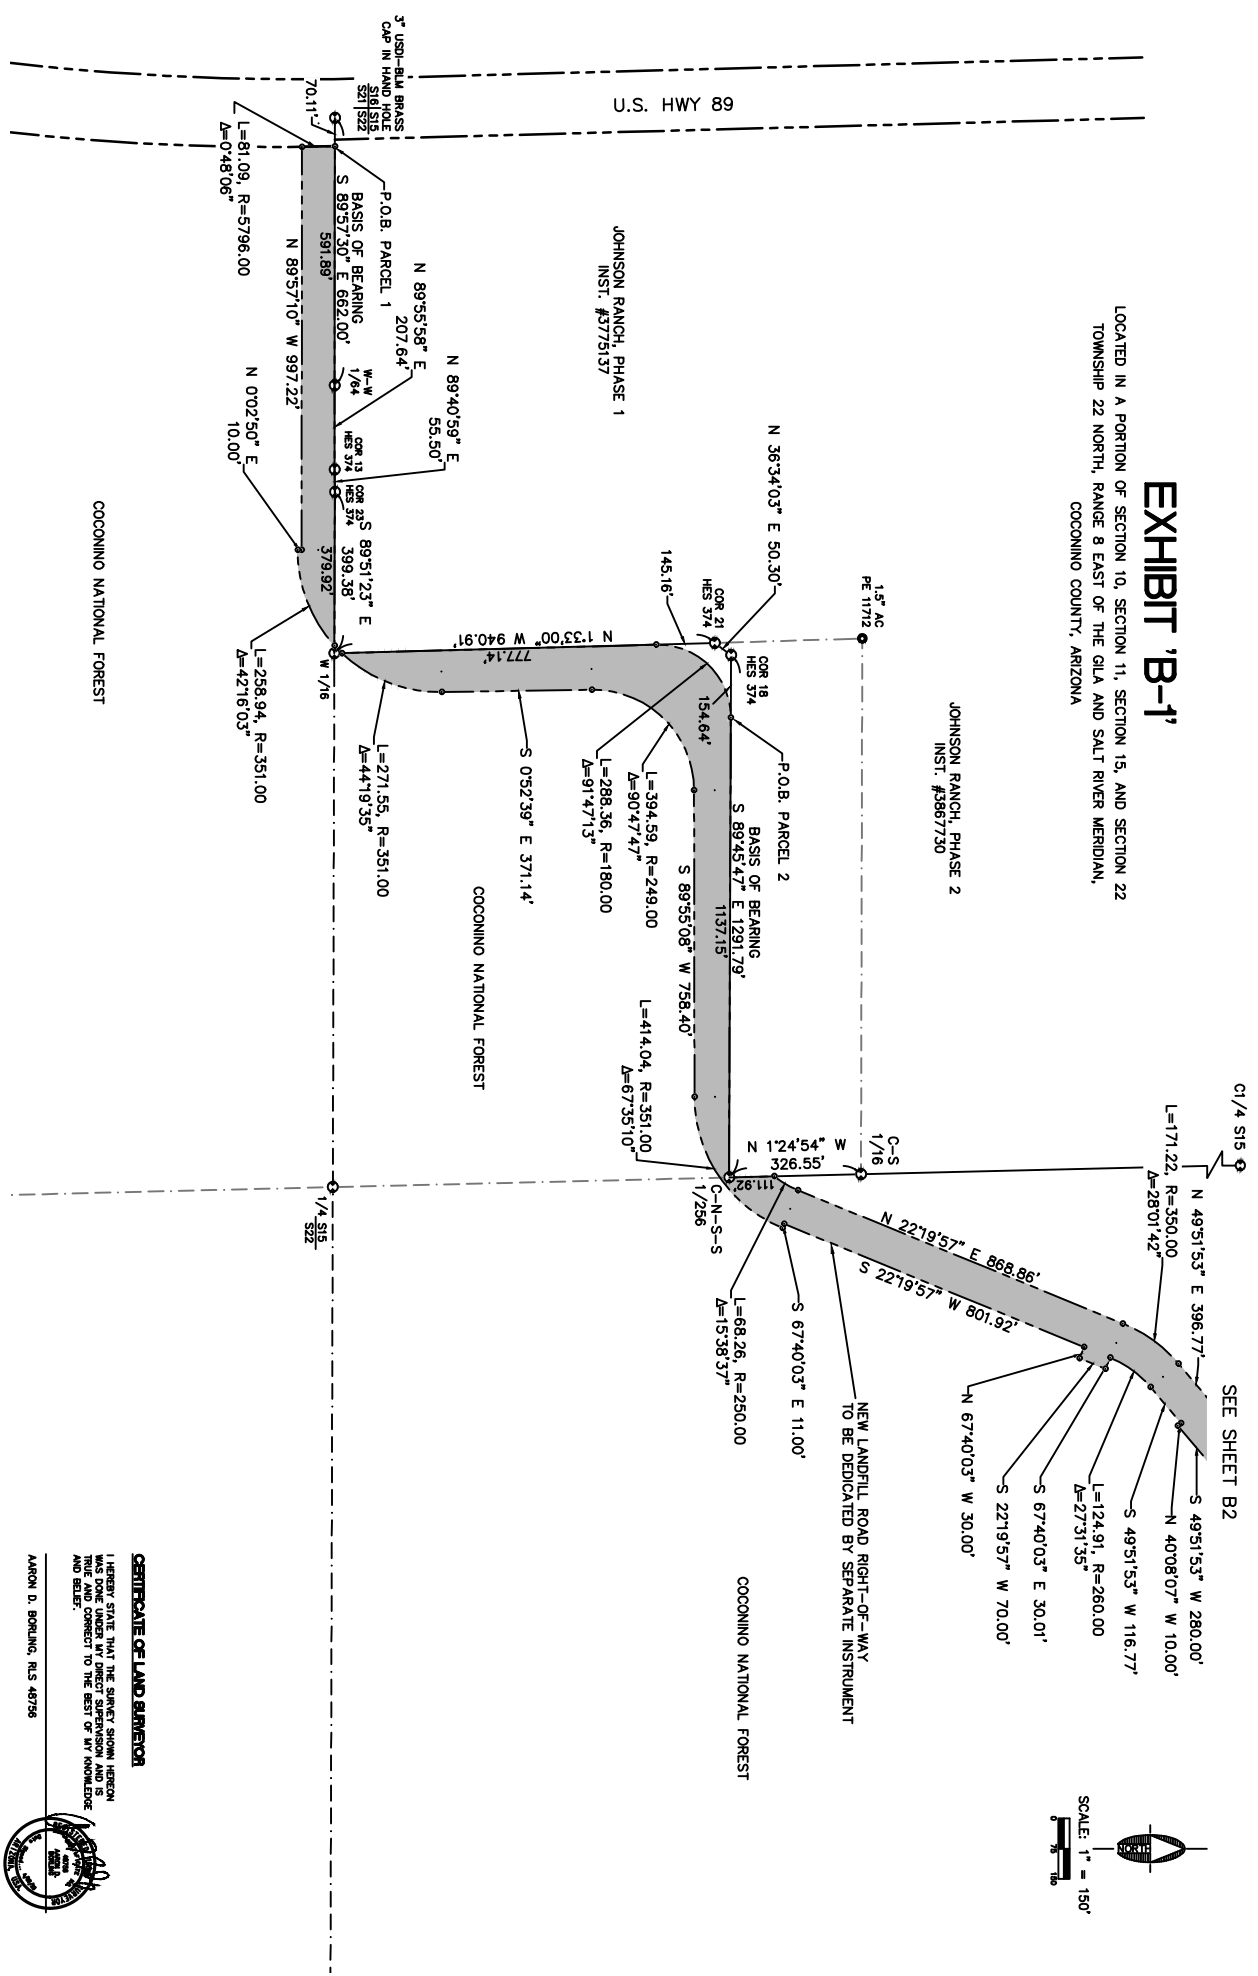 EXHIBIT 'B-1'
LOCATED IN A PORTION OF SECTION 10, SECTION 11, SECTION 15, AND SECTION 22
TOWNSHIP 22 NORTH, RANGE 8 EAST OF THE GILA AND SALT RIVER MERIDIAN,
COCONINO COUNTY, ARIZONA
U.S. HWY 89
3" USDI-BLM BRASS
CAP IN HAND HOLE
S16 S15
S21 S22
70.11'
L=81.09, R=5796.00
Δ=0°48'06"
P.O.B. PARCEL 1
BASIS OF BEARING
S 89°57'30" E 662.00'
591.89'
N 89°57'10" W 997.22'
W-W
1/64
N 89°55'58" E
207.64'
N 89°40'59" E
55.50'
COR 13
HES 374
COR 23
HES 374
S 89°51'23" E
399.38'
379.92'
N 0°02'50" E
10.00'
L=258.94, R=351.00
Δ=42°16'03"
COCONINO NATIONAL FOREST
W 1/16
N 1°33'00" W 940.91'
777.14'
145.16'
L=271.55, R=351.00
Δ=44°19'35"
S 0°52'39" E 371.14'
L=288.36, R=180.00
Δ=91°47'13"
L=394.59, R=249.00
Δ=90°47'47"
JOHNSON RANCH, PHASE 1
INST. #3775137
N 36°34'03" E 50.30'
COR 21
HES 374
COR 18
HES 374
1.5" AC
PE 11712
154.64'
P.O.B. PARCEL 2
JOHNSON RANCH, PHASE 2
INST. #3867730
BASIS OF BEARING
S 89°45'47" E 1291.79'
1137.15'
S 89°55'08" W 758.40'
COCONINO NATIONAL FOREST
L=414.04, R=351.00
Δ=67°35'10"
N 1°24'54" W
326.55'
111.92'
C-S
1/16
C-N-S-S
1/256
1/4 S15
S22
C1/4 S15
L=171.22, R=350.00
Δ=28°01'42"
N 49°51'53" E 396.77'
N 22°19'57" E 868.86'
S 22°19'57" W 801.92'
L=68.26, R=250.00
Δ=15°38'37"
S 67°40'03" E 11.00'
NEW LANDFILL ROAD RIGHT-OF-WAY
TO BE DEDICATED BY SEPARATE INSTRUMENT
N 67°40'03" W 30.00'
S 22°19'57" W 70.00'
S 67°40'03" E 30.01'
L=124.91, R=260.00
Δ=27°31'35"
S 49°51'53" W 116.77'
N 40°08'07" W 10.00'
S 49°51'53" W 280.00'
SEE SHEET B2
COCONINO NATIONAL FOREST
NORTH
SCALE: 1" = 150'
0 75 150
CERTIFICATE OF LAND SURVEYOR
I HEREBY STATE THAT THE SURVEY SHOWN HEREON
WAS DONE UNDER MY DIRECT SUPERVISION AND IS
TRUE AND CORRECT TO THE BEST OF MY KNOWLEDGE
AND BELIEF.
AARON D. BORLING, RLS 48756